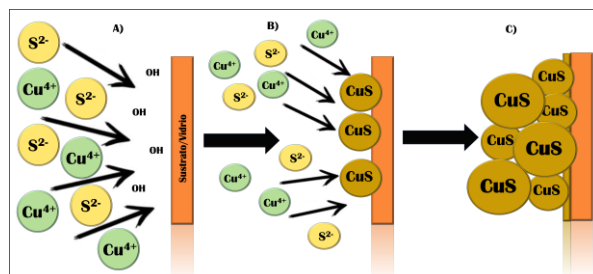 A)
S2-
OH
Cu4+
S2-
OH
S2-
OH
Cu4+
Cu4+
S2-
OH
Cu4+
Sustrato/Vidrio
B)
Cu4+
S2-
Cu4+
Cu4+
S2-
CuS
CuS
S2-
Cu4+
CuS
Cu4+
S2-
C)
CuS
CuS
CuS
CuS
CuS
CuS
CuS